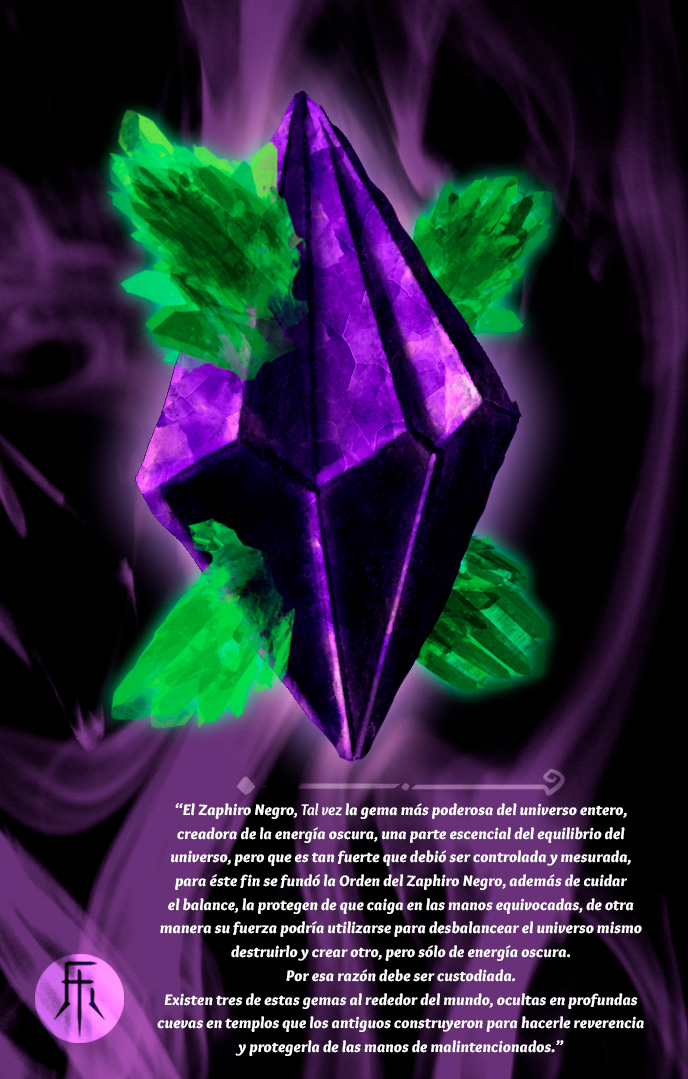 “El Zaphiro Negro, Tal vez la gema más poderosa del universo entero,
creadora de la energía oscura, una parte escencial del equilibrio del
universo, pero que es tan fuerte que debió ser controlada y mesurada,
para éste fin se fundó la Orden del Zaphiro Negro, además de cuidar
el balance, la protegen de que caiga en las manos equivocadas, de otra
manera su fuerza podría utilizarse para desbalancear el universo mismo
destruirlo y crear otro, pero sólo de energía oscura.
Por esa razón debe ser custodiada.
Existen tres de estas gemas al rededor del mundo, ocultas en profundas
cuevas en templos que los antiguos construyeron para hacerle reverencia
y protegerla de las manos de malintencionados.”